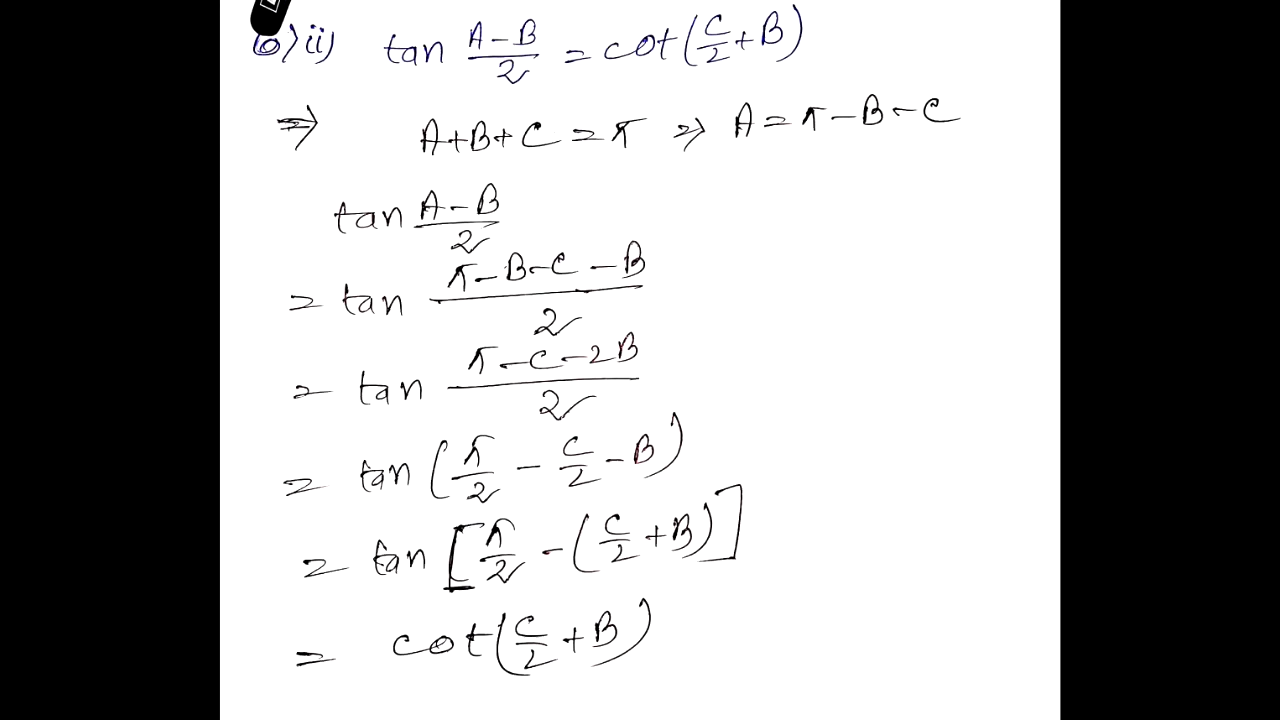 6) ii) tan (A-B)/2 = cot(C/2+B)
⇒ A+B+C=π ⇒ A=π-B-C
tan (A-B)/2
= tan (π-B-C-B)/2
= tan (π-C-2B)/2
= tan (π/2 - C/2 - B)
= tan [π/2 - (C/2+B)]
= cot(C/2+B)